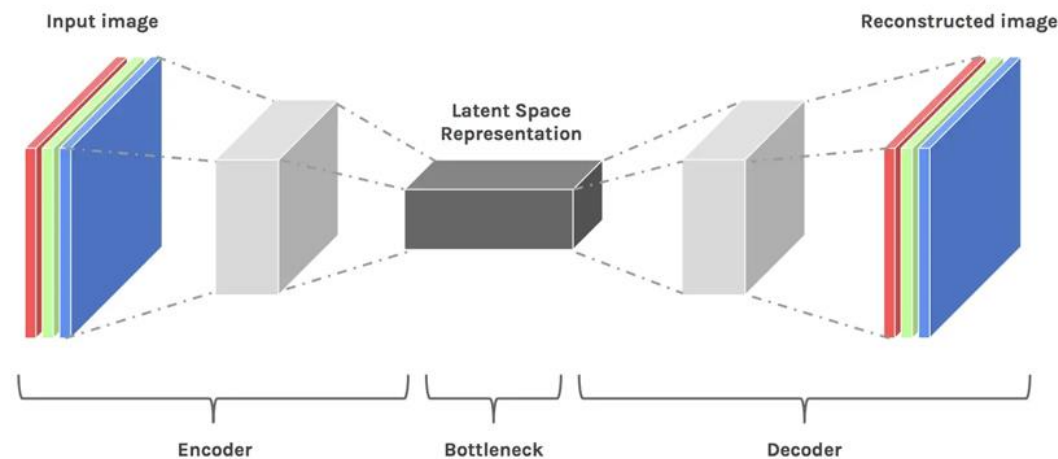 Input image
Reconstructed image
Latent Space
Representation
Encoder
Bottleneck
Decoder